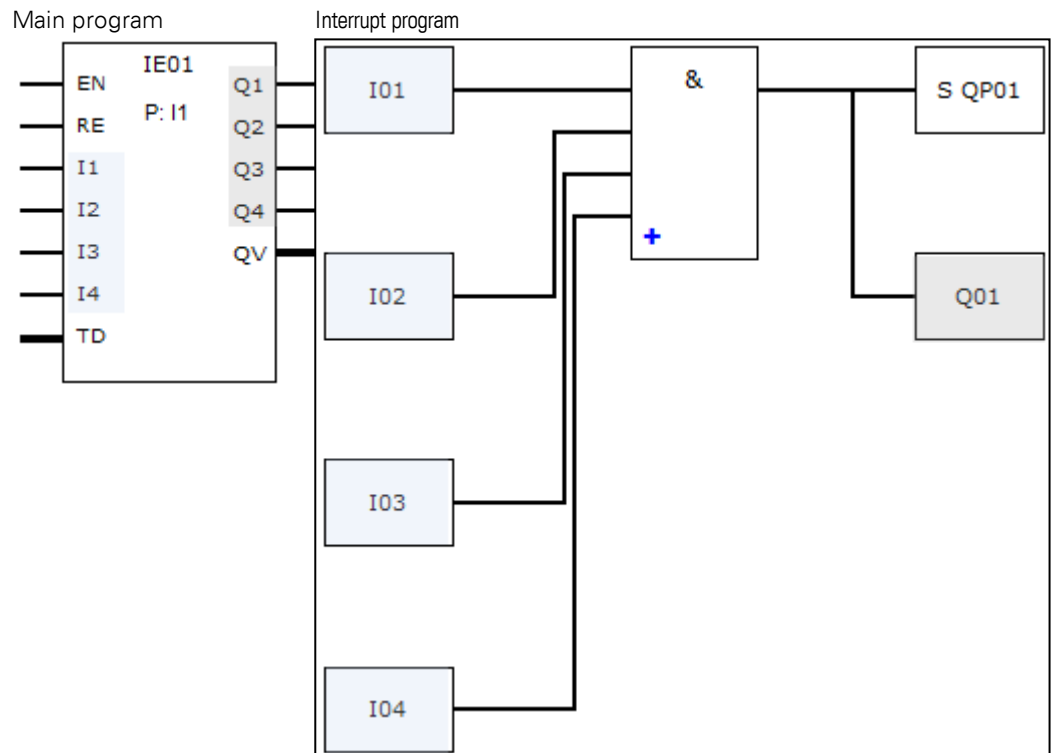 Main program
Interrupt program
IE01
P: I1
EN
RE
I1
I2
I3
I4
TD
Q1
Q2
Q3
Q4
QV
I01
I02
I03
I04
&
+
S QP01
Q01